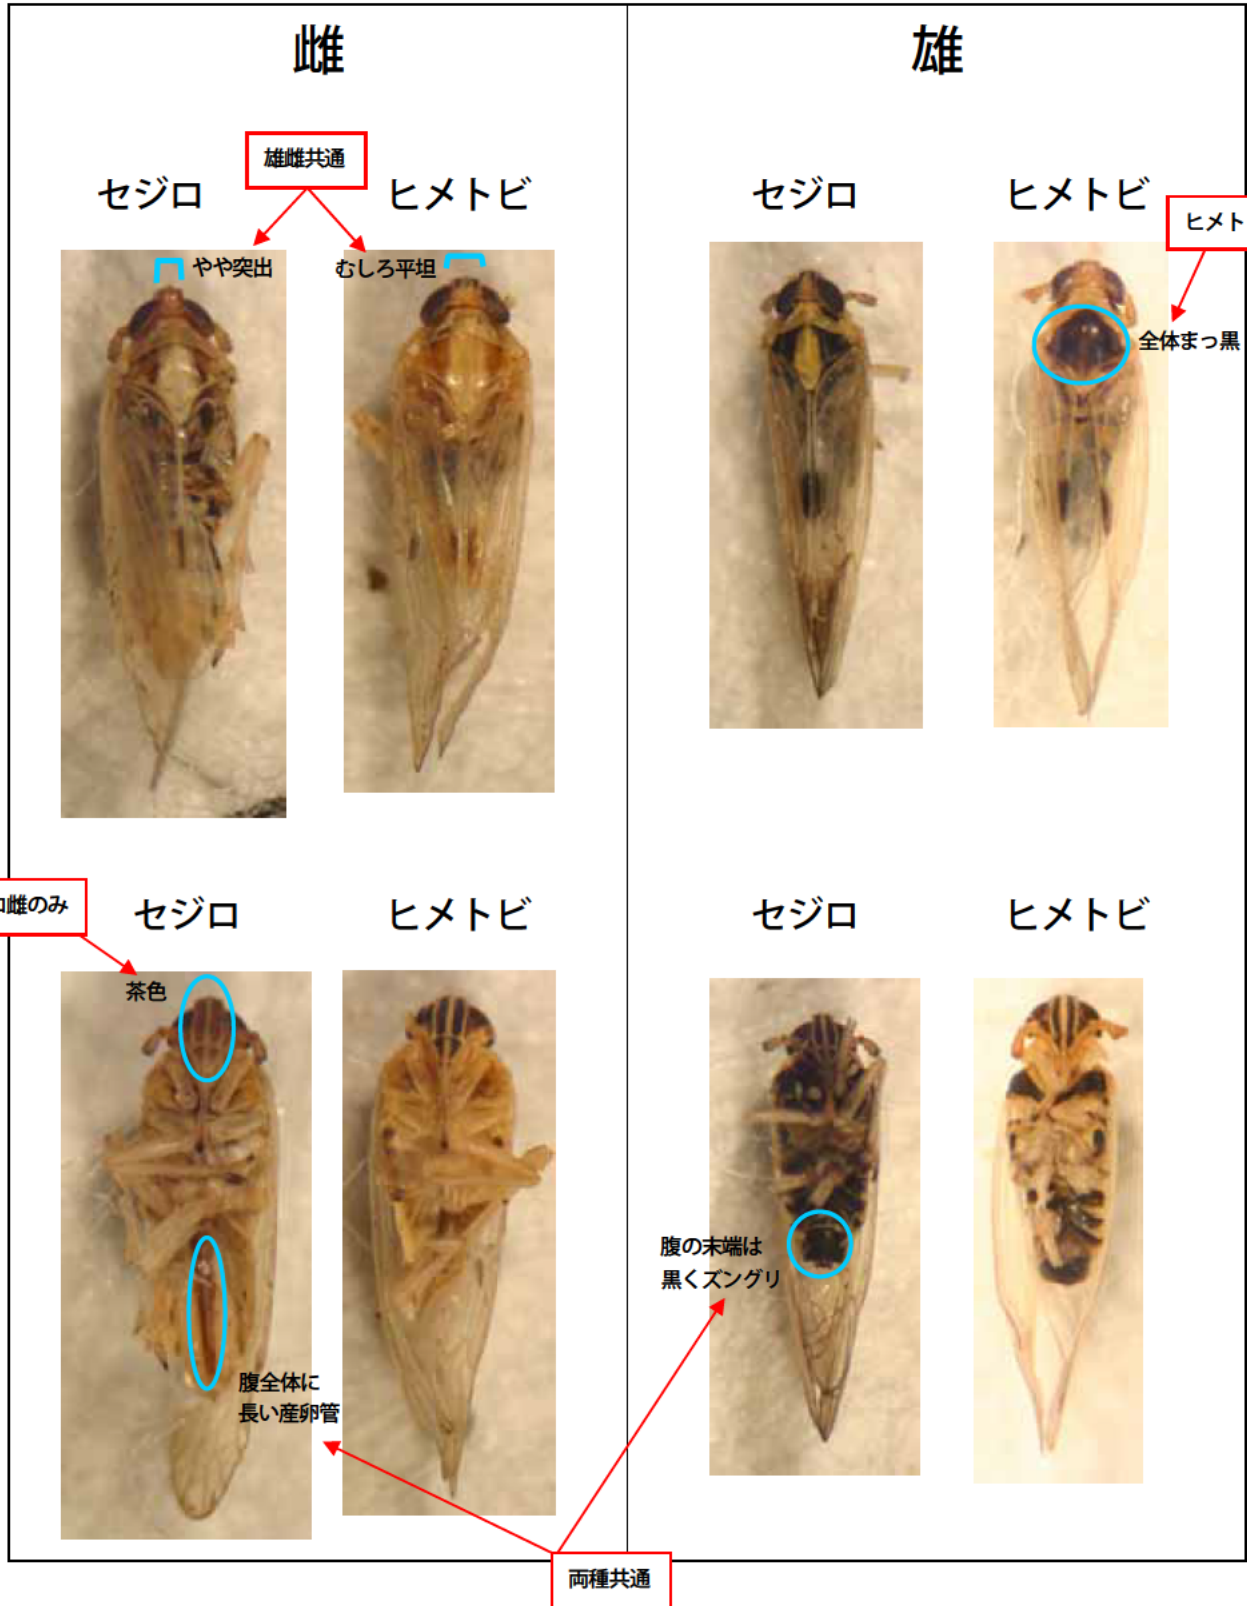 雌
雄
雄雌共通
セジロ
ヒメトビ
セジロ
ヒメトビ
ヒメト
やや突出
むしろ平坦
全体まっ黒
雌のみ
セジロ
ヒメトビ
セジロ
ヒメトビ
茶色
腹の末端は
黒くズングリ
腹全体に
長い産卵管
両種共通